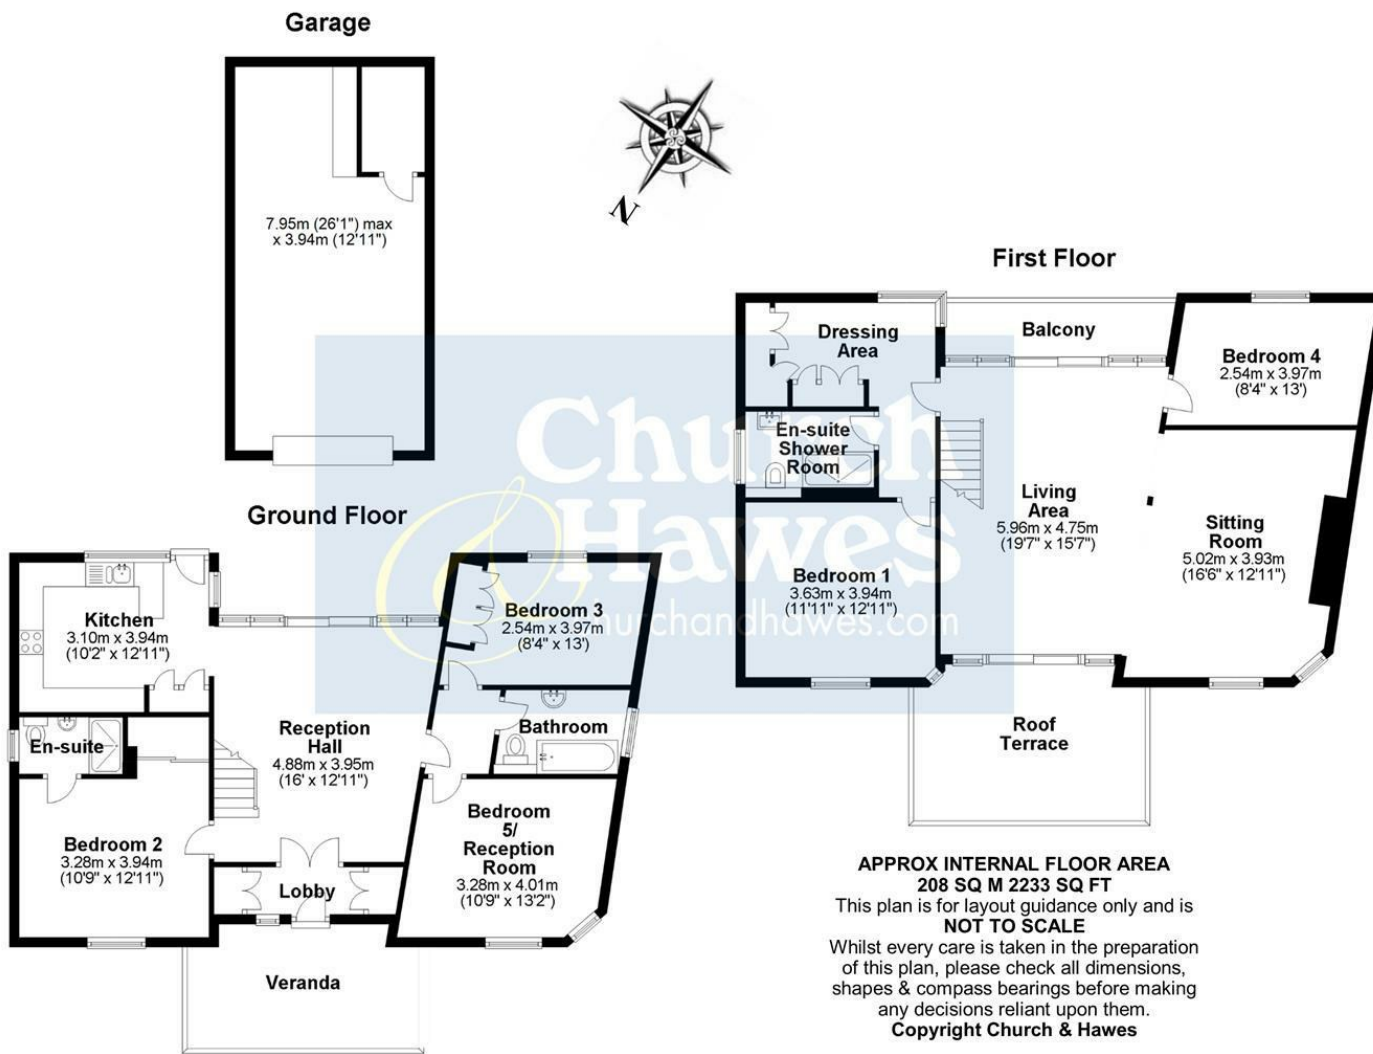 Garage
7.95m (26'1") max
x 3.94m (12'11")
N
First Floor
Dressing
Area
Balcony
Bedroom 4
2.54m x 3.97m
(8'4" x 13')
En-suite
Shower
Room
Living
Area
5.96m x 4.75m
(19'7" x 15'7")
Sitting
Room
5.02m x 3.93m
(16'6" x 12'11")
Bedroom 1
3.63m x 3.94m
(11'11" x 12'11")
Roof
Terrace
Church
& Hawes
churchandhawes.com
Ground Floor
Kitchen
3.10m x 3.94m
(10'2" x 12'11")
Bedroom 3
2.54m x 3.97m
(8'4" x 13')
En-suite
Reception
Hall
4.88m x 3.95m
(16' x 12'11")
Bathroom
Bedroom 2
3.28m x 3.94m
(10'9" x 12'11")
Bedroom
5/
Reception
Room
3.28m x 4.01m
(10'9" x 13'2")
Lobby
Veranda
APPROX INTERNAL FLOOR AREA
208 SQ M 2233 SQ FT
This plan is for layout guidance only and is
NOT TO SCALE
Whilst every care is taken in the preparation
of this plan, please check all dimensions,
shapes & compass bearings before making
any decisions reliant upon them.
Copyright Church & Hawes